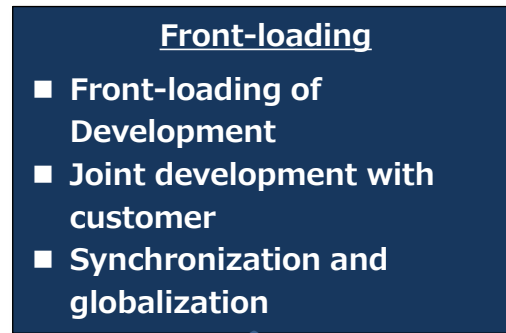 Front-loading
■ Front-loading of
Development
■ Joint development with
customer
■ Synchronization and
globalization